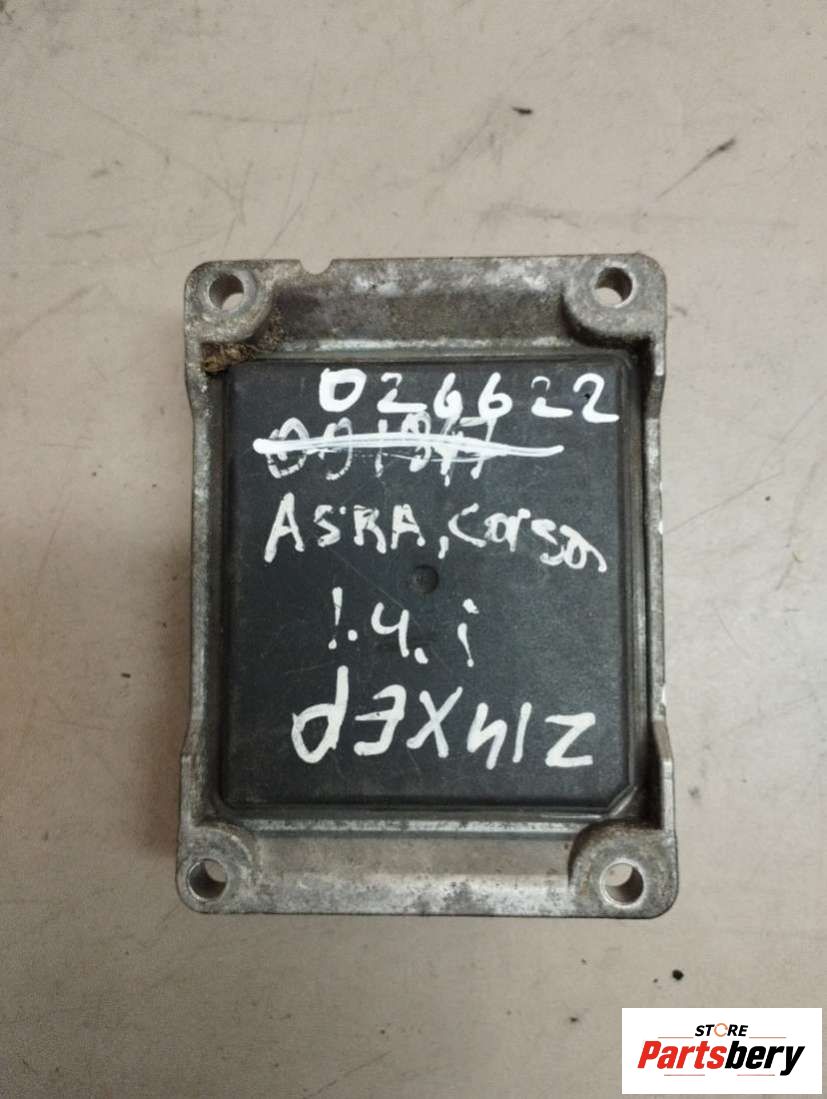 026622
ASRA, Corsa
1.4. i
Z14XEP
STORE
Partsbery